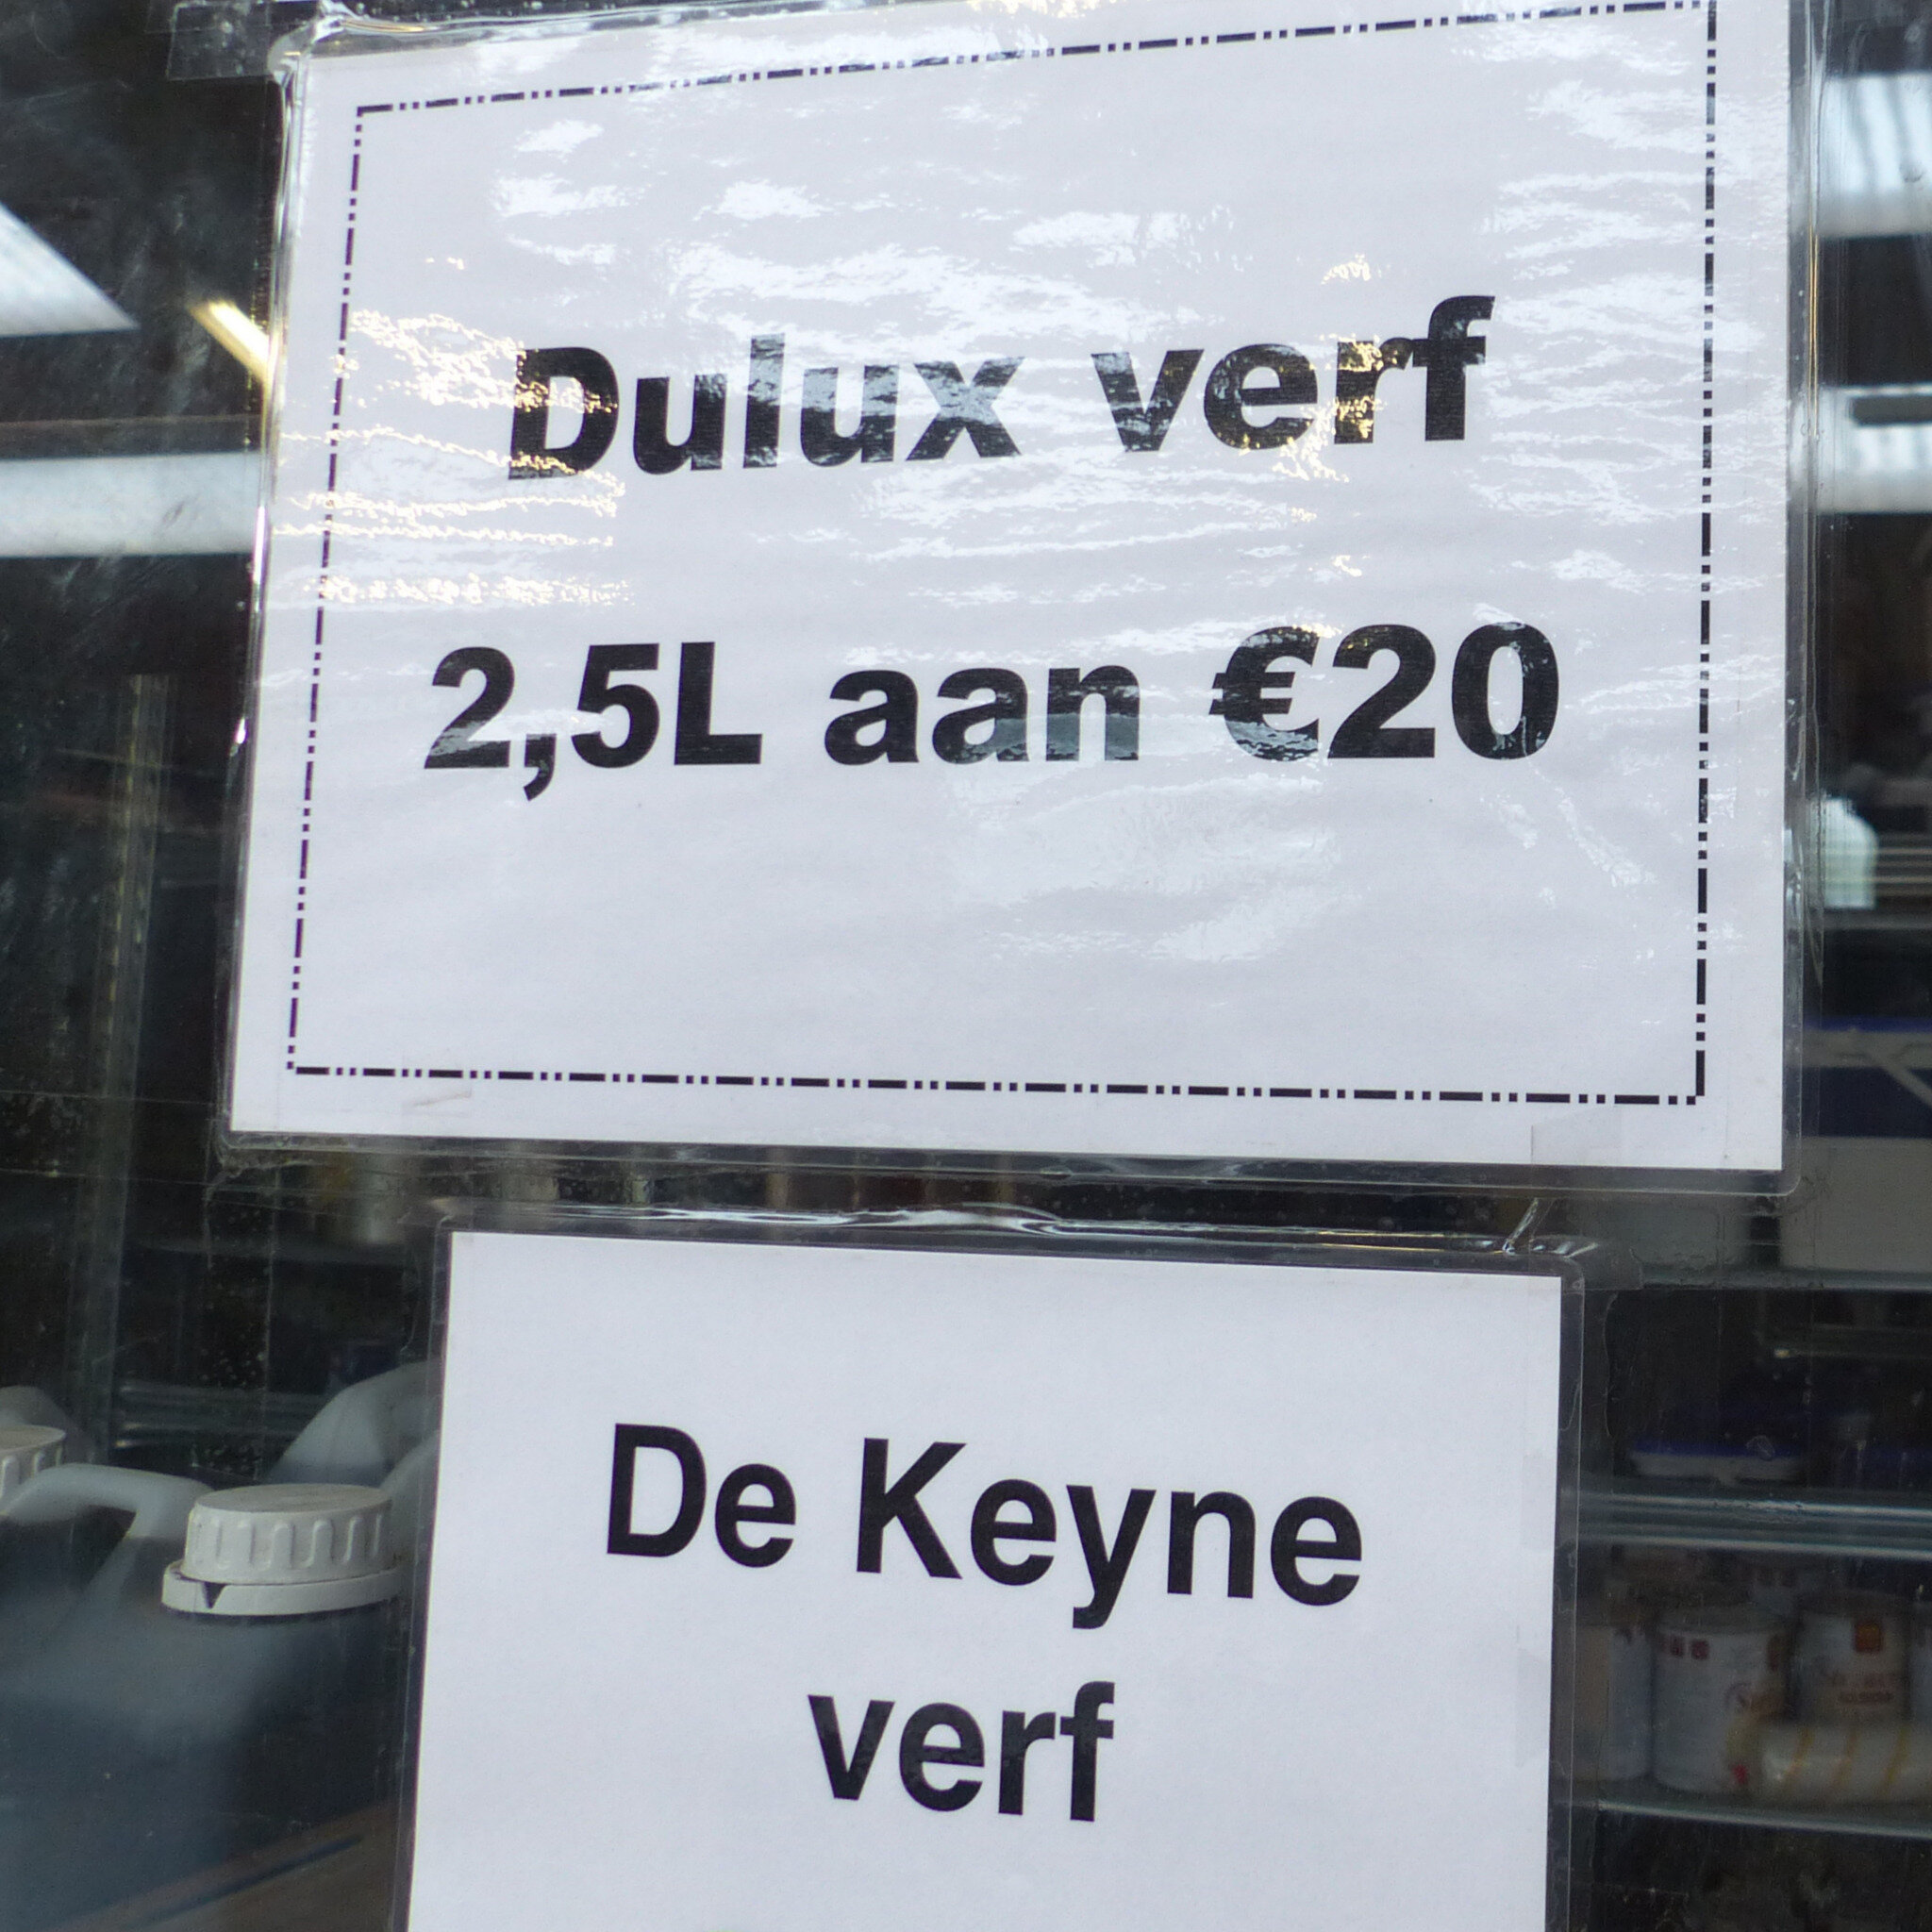 Dulux verf
2,5L aan €20
De Keyne
verf